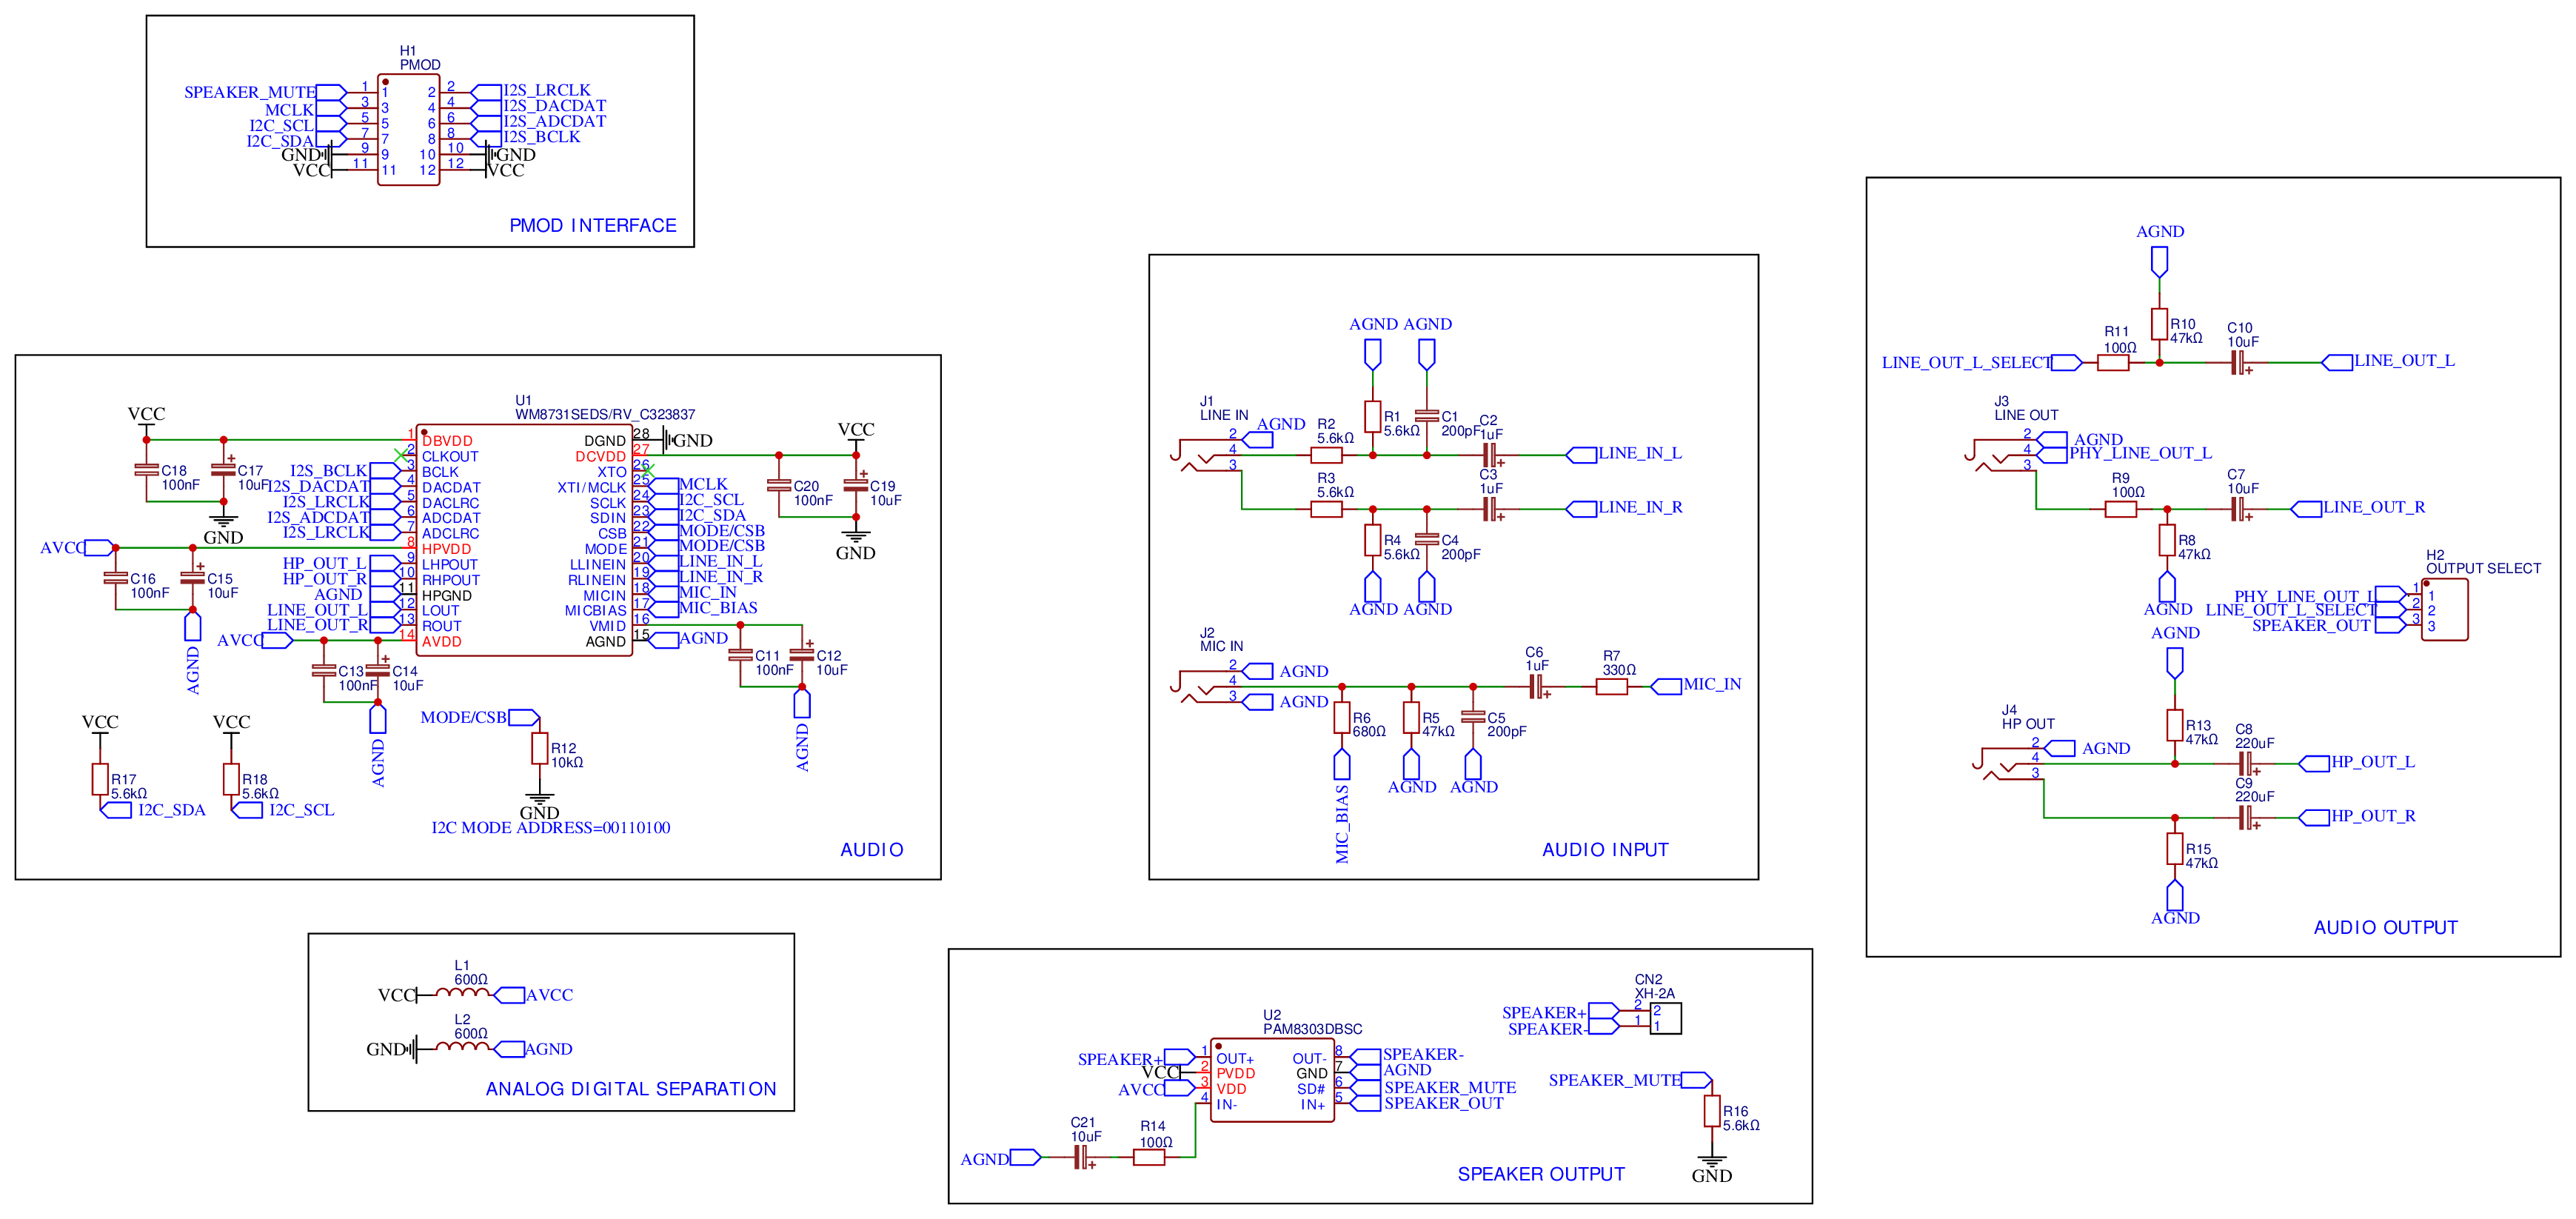 H1
PMOD
SPEAKER_MUTE 1 1 2 2 I2S_LRCLK
MCLK 3 3 4 4 I2S_DACDAT
I2C_SCL 5 5 6 6 I2S_ADCDAT
I2C_SDA 7 7 8 8 I2S_BCLK
GND 9 9 10 10 GND
VCC 11 11 12 12 VCC
PMOD INTERFACE
U1
WM8731SEDS/RV_C323837
VCC
C18
100nF
C17
10uF
GND
1 DBVDD
2 CLKOUT
I2S_BCLK 3 BCLK
I2S_DACDAT 4 DACDAT
I2S_LRCLK 5 DACLRC
I2S_ADCDAT 6 ADCDAT
I2S_LRCLK 7 ADCLRC
AVCC 8 HPVDD
HP_OUT_L 9 LHPOUT
HP_OUT_R 10 RHPOUT
AGND 11 HPGND
LINE_OUT_L 12 LOUT
LINE_OUT_R 13 ROUT
AVCC 14 AVDD
DGND 28 GND
DCVDD 27
XTO 26
XTI/MCLK 25 MCLK
SCLK 24 I2C_SCL
SDIN 23 I2C_SDA
CSB 22 MODE/CSB
MODE 21 MODE/CSB
LLINEIN 20 LINE_IN_L
RLINEIN 19 LINE_IN_R
MICIN 18 MIC_IN
MICBIAS 17 MIC_BIAS
VMID 16
AGND 15 AGND
VCC
C20
100nF
C19
10uF
GND
C16
100nF
C15
10uF
AGND
C13
100nF
C14
10uF
AGND
C11
100nF
C12
10uF
AGND
VCC
R17
5.6kΩ
I2C_SDA
VCC
R18
5.6kΩ
I2C_SCL
MODE/CSB
R12
10kΩ
GND
I2C MODE ADDRESS=00110100
AUDIO
L1
600Ω
VCC AVCC
L2
600Ω
GND AGND
ANALOG DIGITAL SEPARATION
AGND AGND
J1
LINE IN
2 AGND
4
3
R2
5.6kΩ
R1
5.6kΩ
C1
200pF
C2
1uF
LINE_IN_L
R3
5.6kΩ
C3
1uF
LINE_IN_R
R4
5.6kΩ
C4
200pF
AGND AGND
J2
MIC IN
2 AGND
4
3 AGND
C6
1uF
R7
330Ω
MIC_IN
R6
680Ω
R5
47kΩ
C5
200pF
MIC_BIAS
AGND AGND
AUDIO INPUT
U2
PAM8303DBSC
SPEAKER+ 1 OUT+
VCC 2 PVDD
AVCC 3 VDD
4 IN-
OUT- 8 SPEAKER-
GND 7 AGND
SD# 6 SPEAKER_MUTE
IN+ 5 SPEAKER_OUT
AGND
C21
10uF
R14
100Ω
CN2
XH-2A
SPEAKER+ 2 2
SPEAKER- 1 1
SPEAKER_MUTE
R16
5.6kΩ
GND
SPEAKER OUTPUT
AGND
R10
47kΩ
R11
100Ω
C10
10uF
LINE_OUT_L_SELECT
LINE_OUT_L
J3
LINE OUT
2 AGND
4 PHY_LINE_OUT_L
3
R9
100Ω
C7
10uF
LINE_OUT_R
R8
47kΩ
AGND
H2
OUTPUT SELECT
PHY_LINE_OUT_L 1 1
LINE_OUT_L_SELECT 2 2
SPEAKER_OUT 3 3
AGND
J4
HP OUT
2 AGND
4
3
R13
47kΩ
C8
220uF
HP_OUT_L
C9
220uF
HP_OUT_R
R15
47kΩ
AGND
AUDIO OUTPUT